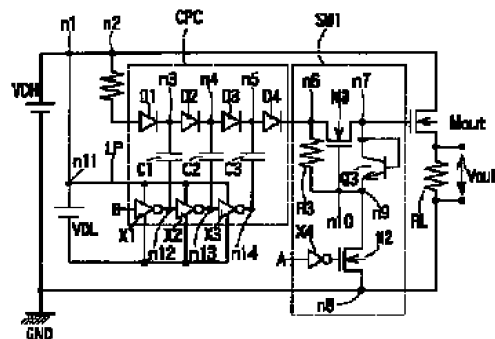 n1 n2 CPC SW1
n3 n4 n5 n6 n7
VDH D1 D2 D3 D4 M3
Mout
n11 LP C1 C2 C3
R3 Q3 RL Vout
n10 n9
VDL X1 X2 X3 n14 X4 M2
n12 n13 A
n8
GND